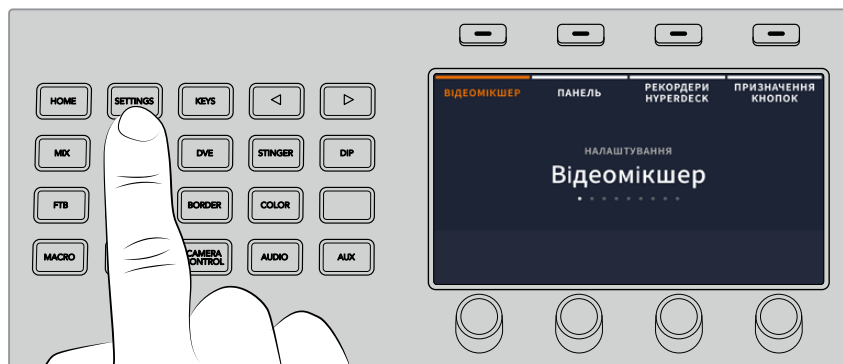 HOME
SETTINGS
KEYS
ВІДЕОМІКШЕР
ПАНЕЛЬ
РЕКОРДЕРИ
HYPERDECK
ПРИЗНАЧЕННЯ
КНОПОК
MIX
DVE
STINGER
DIP
НАЛАШТУВАННЯ
Відеомікшер
FTB
BORDER
COLOR
MACRO
CAMERA
CONTROL
AUDIO
AUX